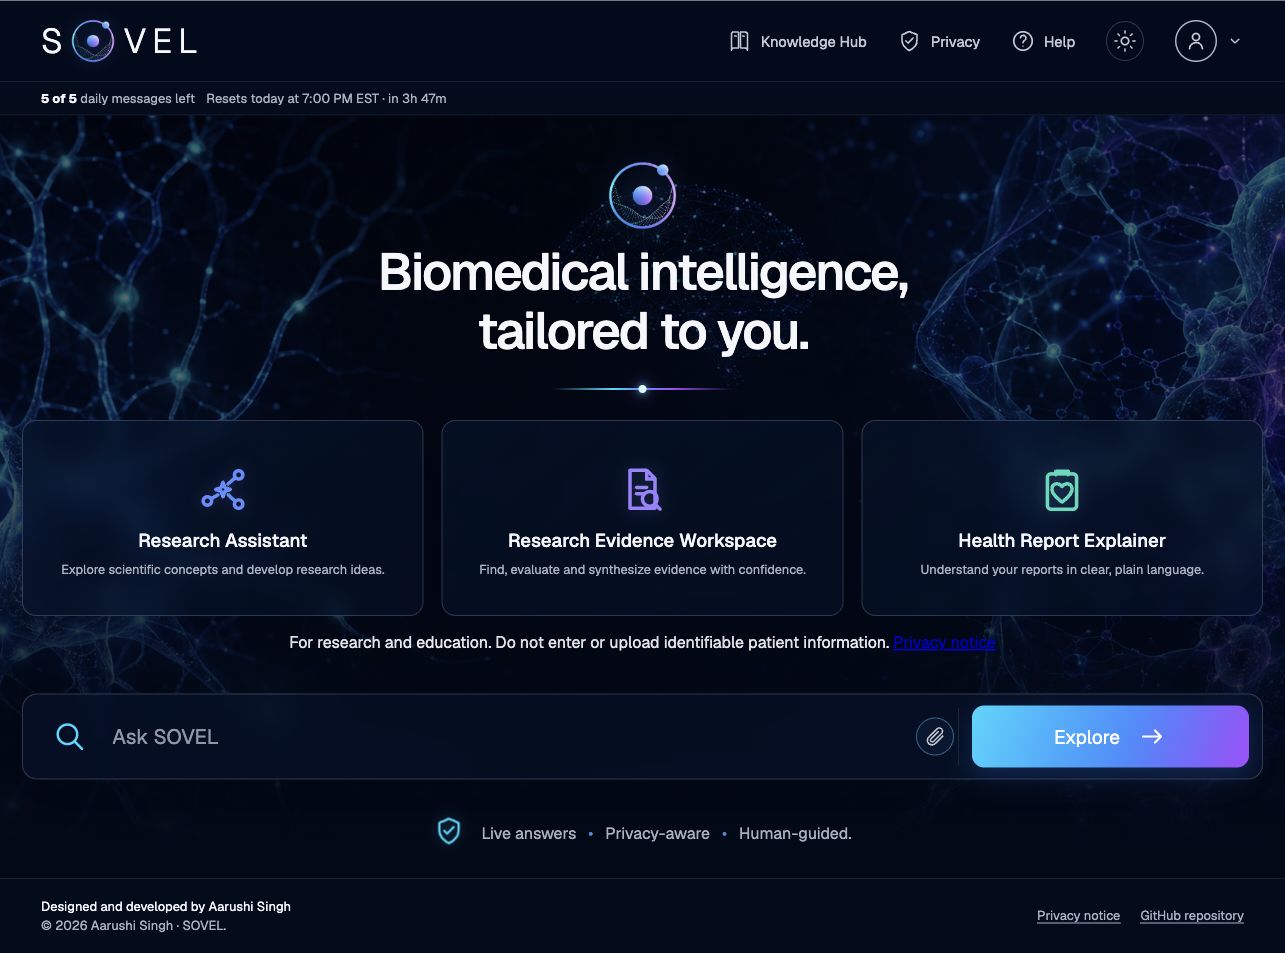 SOVEL
Knowledge Hub
Privacy
Help
5 of 5 daily messages left Resets today at 7:00 PM EST · in 3h 47m
Biomedical intelligence,
tailored to you.
Research Assistant
Explore scientific concepts and develop research ideas.
Research Evidence Workspace
Find, evaluate and synthesize evidence with confidence.
Health Report Explainer
Understand your reports in clear, plain language.
For research and education. Do not enter or upload identifiable patient information. Privacy notice
Ask SOVEL
Explore
Live answers • Privacy-aware • Human-guided.
Designed and developed by Aarushi Singh
© 2026 Aarushi Singh · SOVEL.
Privacy notice
GitHub repository